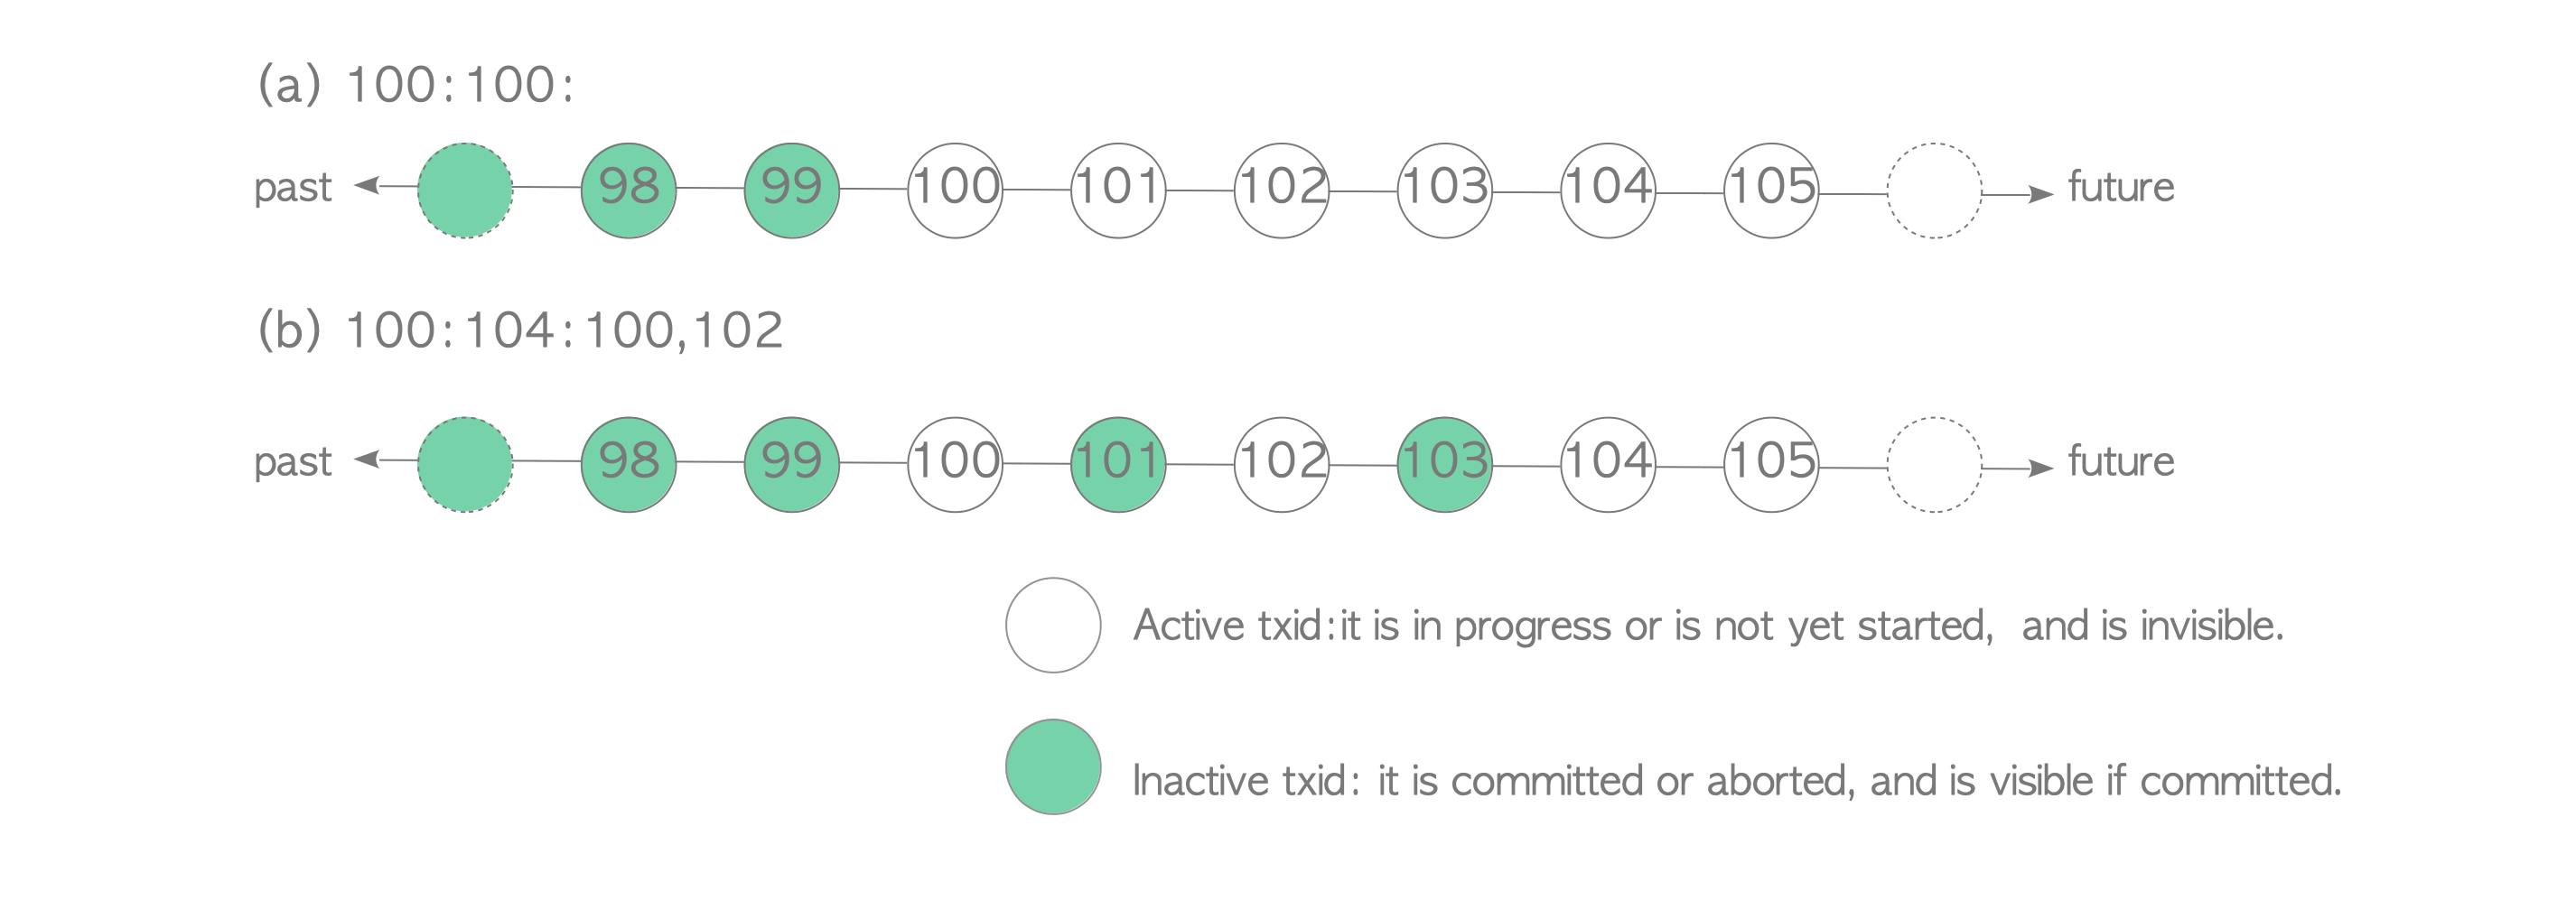 (a) 100:100:
past 98 99 100 101 102 103 104 105 future
(b) 100:104:100,102
past 98 99 100 101 102 103 104 105 future
Active txid:it is in progress or is not yet started, and is invisible.
Inactive txid: it is committed or aborted, and is visible if committed.